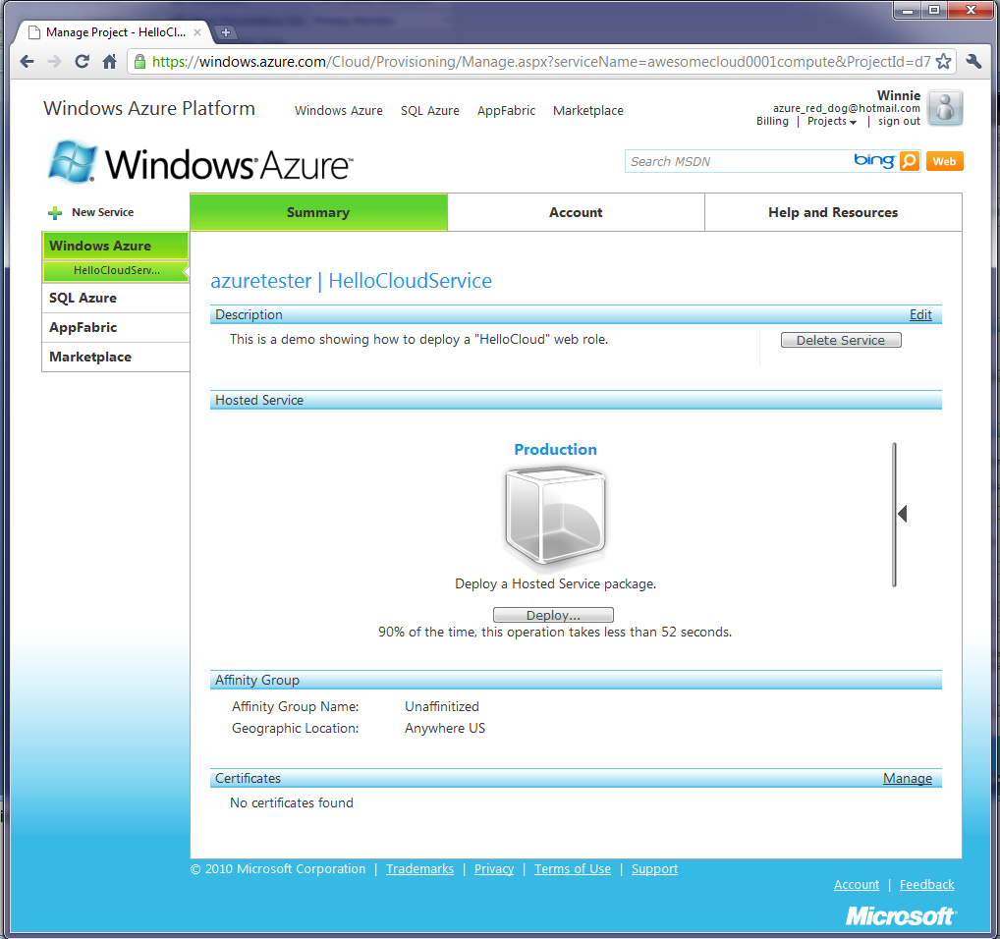 Manage Project - HelloCl...
https://windows.azure.com/Cloud/Provisioning/Manage.aspx?serviceName=awesomecloud0001compute&ProjectId=d7
Windows Azure Platform
Windows Azure SQL Azure AppFabric Marketplace
Winnie
azure_red_dog@hotmail.com
Billing | Projects | sign out
Windows Azure™
Search MSDN bing Web
New Service
Summary Account Help and Resources
Windows Azure
HelloCloudServ...
SQL Azure
AppFabric
Marketplace
azuretester | HelloCloudService
Description Edit
This is a demo showing how to deploy a "HelloCloud" web role. Delete Service
Hosted Service
Production
Deploy a Hosted Service package.
Deploy...
90% of the time, this operation takes less than 52 seconds.
Affinity Group
Affinity Group Name: Unaffinitized
Geographic Location: Anywhere US
Certificates Manage
No certificates found
© 2010 Microsoft Corporation | Trademarks | Privacy | Terms of Use | Support
Account | Feedback
Microsoft